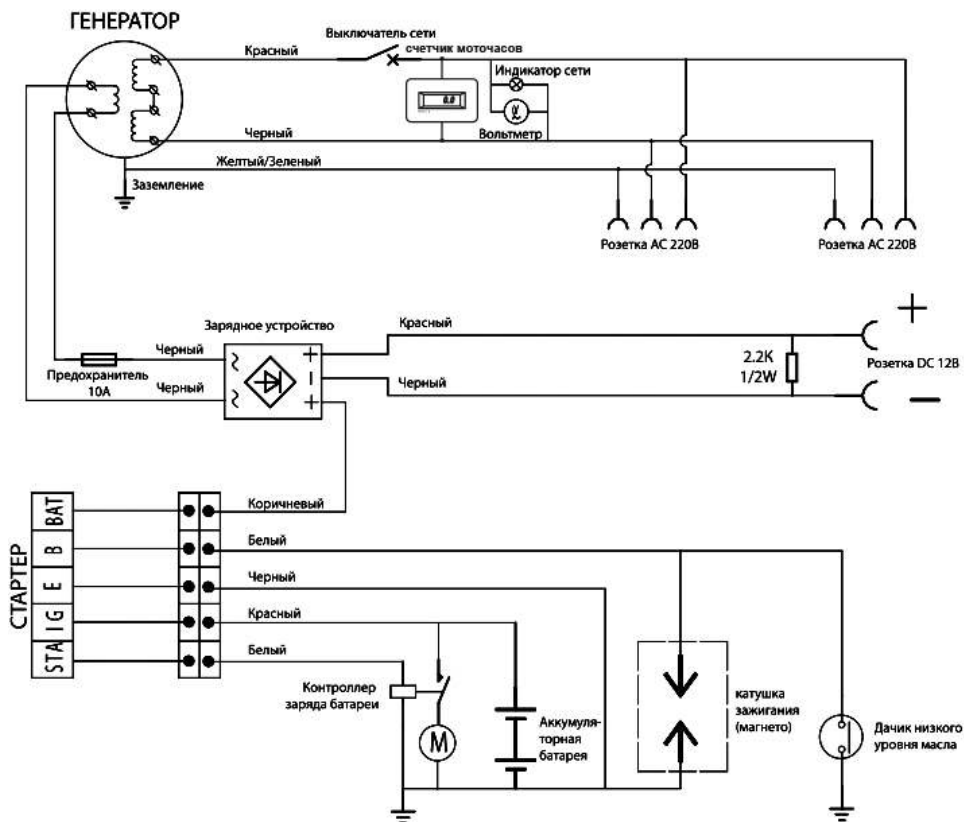 ГЕНЕРАТОР
Красный
Выключатель сети
счетчик моточасов
Индикатор сети
0.0
Вольтметр
Черный
Желтый/Зеленый
Заземление
Розетка АС 220В
Розетка АС 220В
Зарядное устройство
Красный
+
Черный
Предохранитель
10А
Черный
2.2K
1/2W
Розетка DC 12В
Черный
—
СТАРТЕР
BAT
Коричневый
B
Белый
E
Черный
IG
Красный
STA
Белый
Контроллер
заряда батареи
M
Аккумуля-
торная
батарея
катушка
зажигания
(магнето)
Дачик низкого
уровня масла